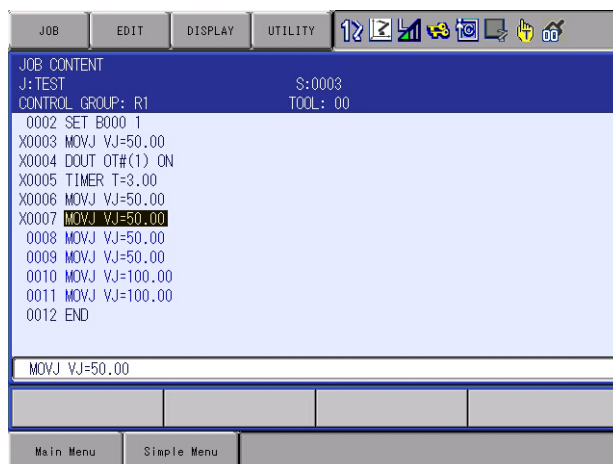 JOB EDIT DISPLAY UTILITY
JOB CONTENT
J:TEST S:0003
CONTROL GROUP: R1 TOOL: 00
0002 SET B000 1
X0003 MOVJ VJ=50.00
X0004 DOUT OT#(1) ON
X0005 TIMER T=3.00
X0006 MOVJ VJ=50.00
X0007 MOVJ VJ=50.00
0008 MOVJ VJ=50.00
0009 MOVJ VJ=50.00
0010 MOVJ VJ=100.00
0011 MOVJ VJ=100.00
0012 END
MOVJ VJ=50.00
Main Menu Simple Menu